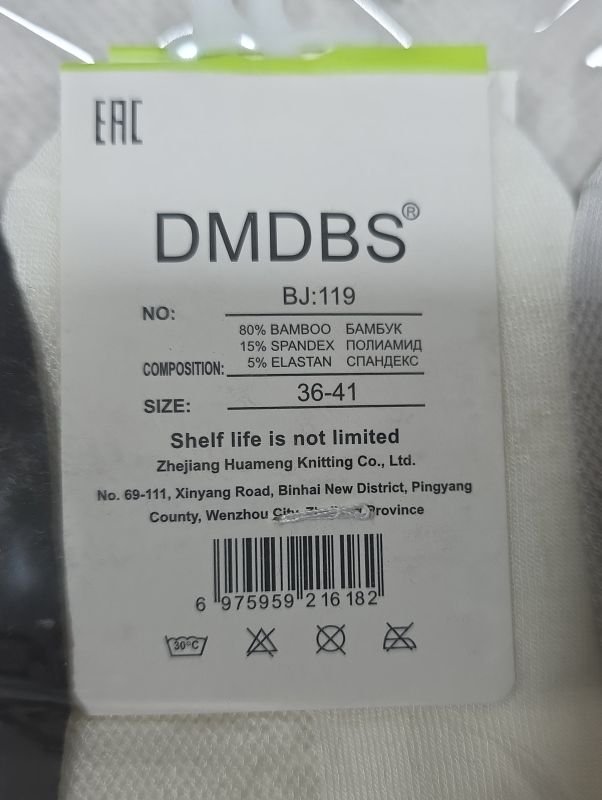 EAC
DMDBS®
NO: BJ:119
80% BAMBOO БАМБУК
15% SPANDEX ПОЛИАМИД
COMPOSITION: 5% ELASTAN СПАНДЕКС
SIZE: 36-41
Shelf life is not limited
Zhejiang Huameng Knitting Co., Ltd.
No. 69-111, Xinyang Road, Binhai New District, Pingyang
County, Wenzhou City, Zhejiang Province
6 975959 216182
30°C